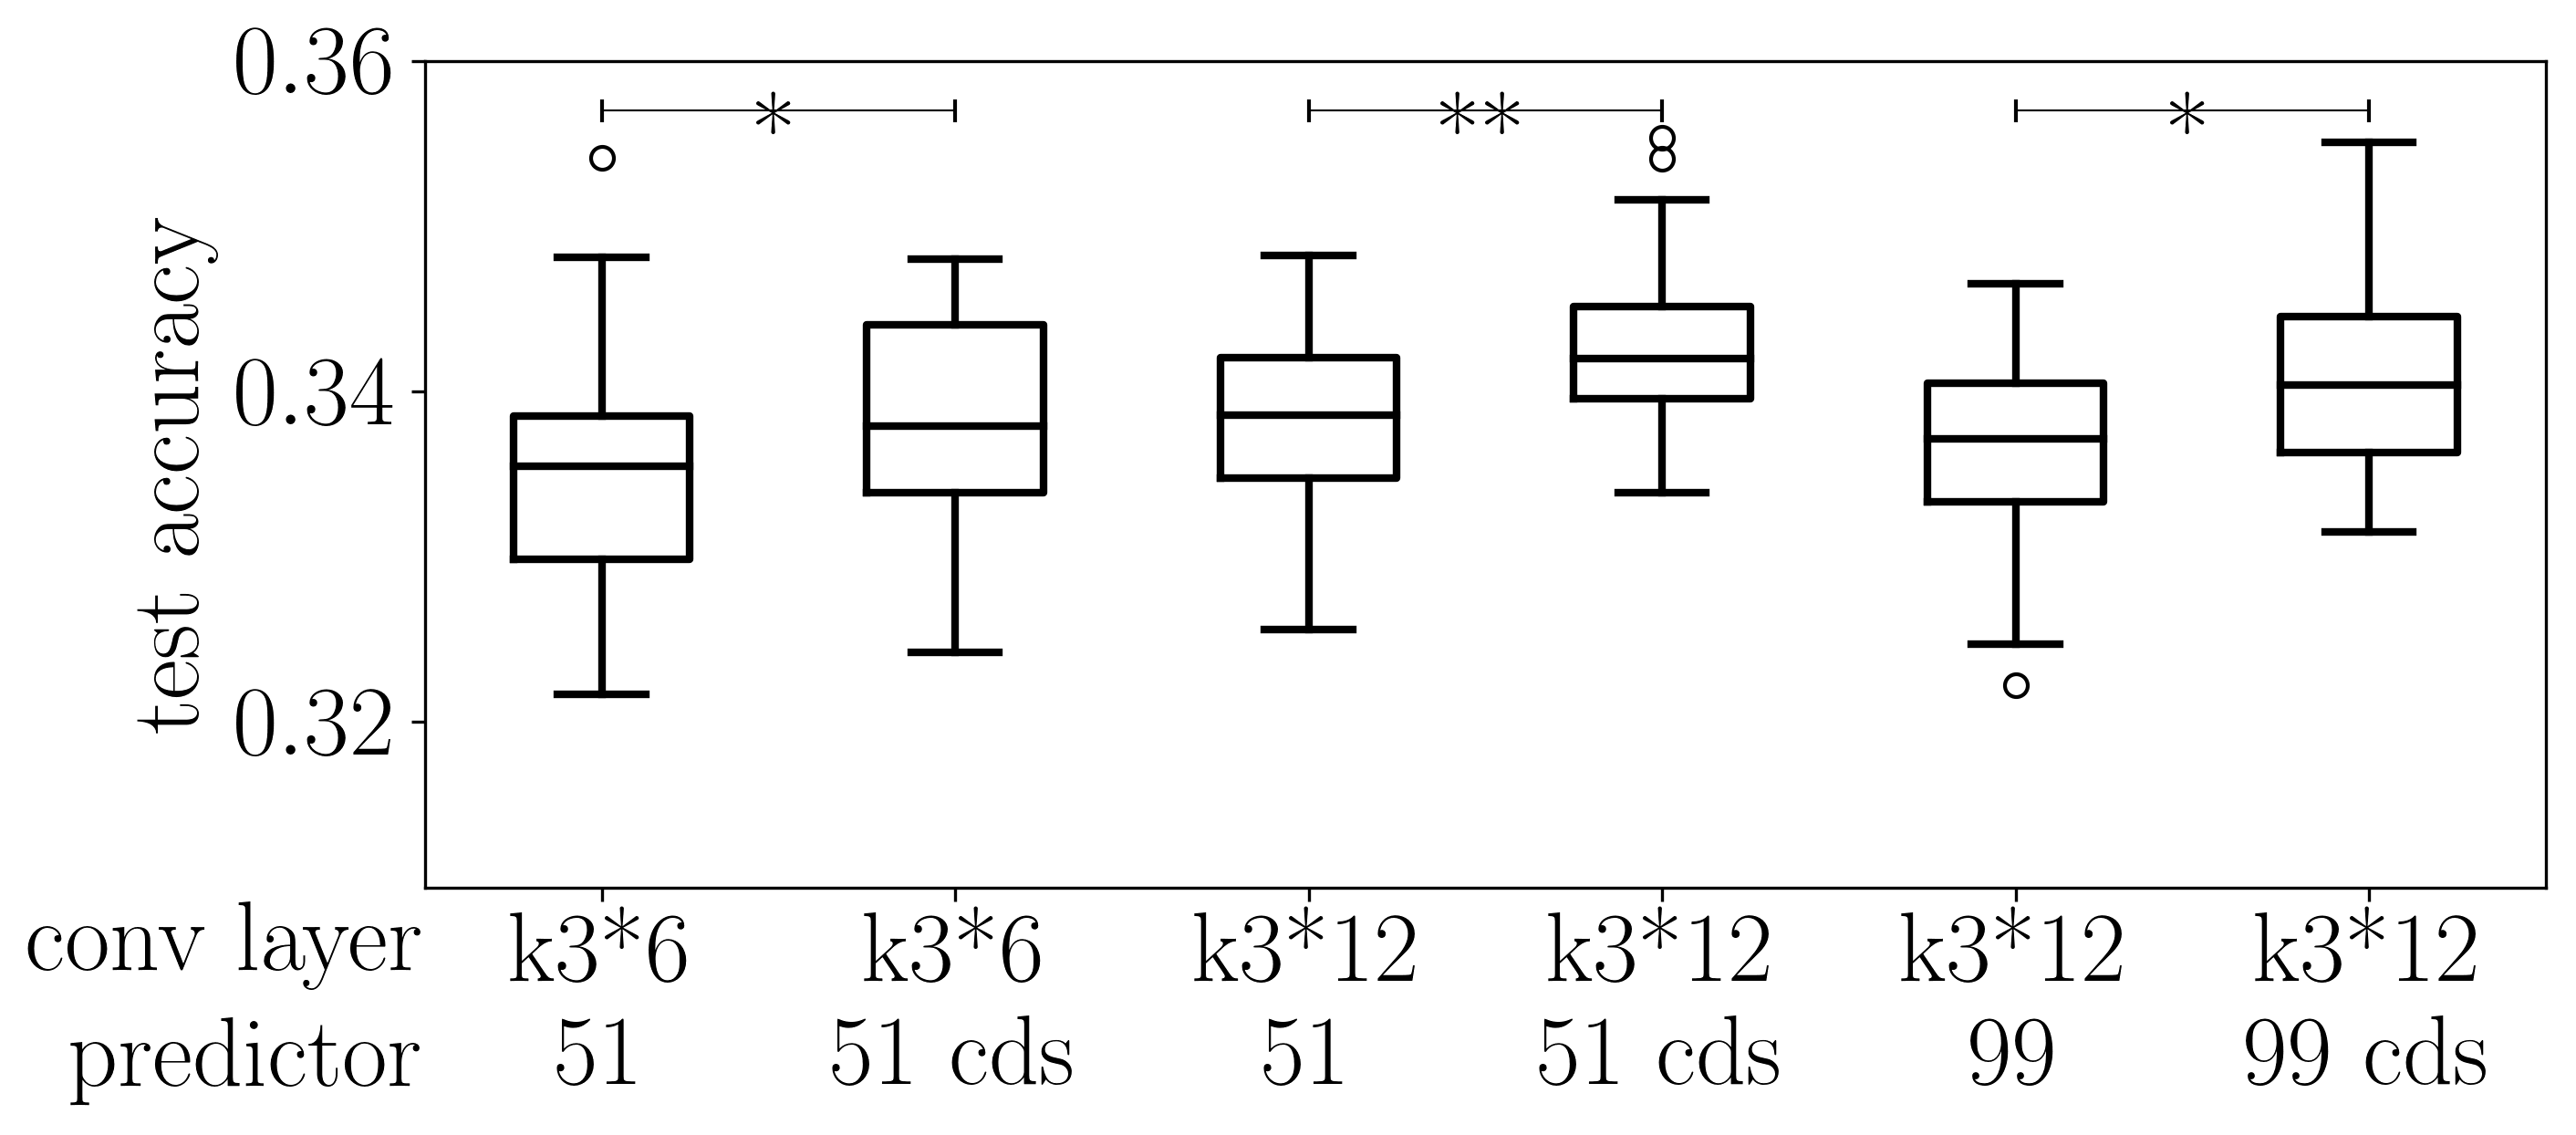 0.36
* ** *
0.34
0.32
test accuracy
conv layer k3*6 k3*6 k3*12 k3*12 k3*12 k3*12
predictor 51 51 cds 51 51 cds 99 99 cds